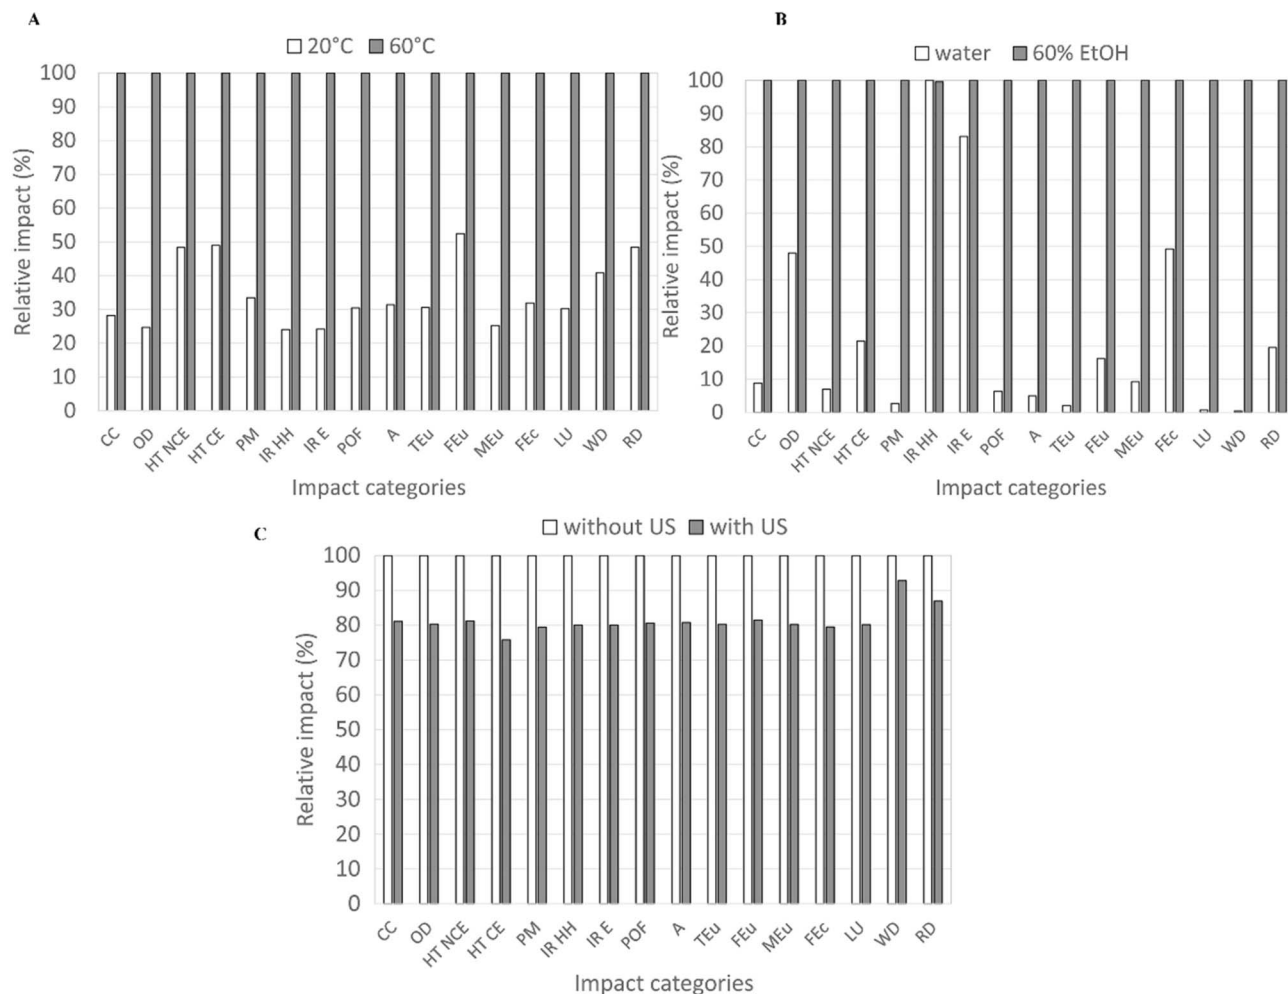 A
20°C 60°C
100
90
80
70
60
50
40
30
20
10
0
Relative impact (%)
CC OD HT NCE HT CE PM IR HH IR E POF A TEu FEu MEu FEc LU WD RD
Impact categories
B
water 60% EtOH
100
90
80
70
60
50
40
30
20
10
0
Relative impact (%)
CC OD HT NCE HT CE PM IR HH IR E POF A TEu FEu MEu FEc LU WD RD
Impact categories
C
without US with US
100
90
80
70
60
50
40
30
20
10
0
Relative impact (%)
CC OD HT NCE HT CE PM IR HH IR E POF A TEu FEu MEu FEc LU WD RD
Impact categories